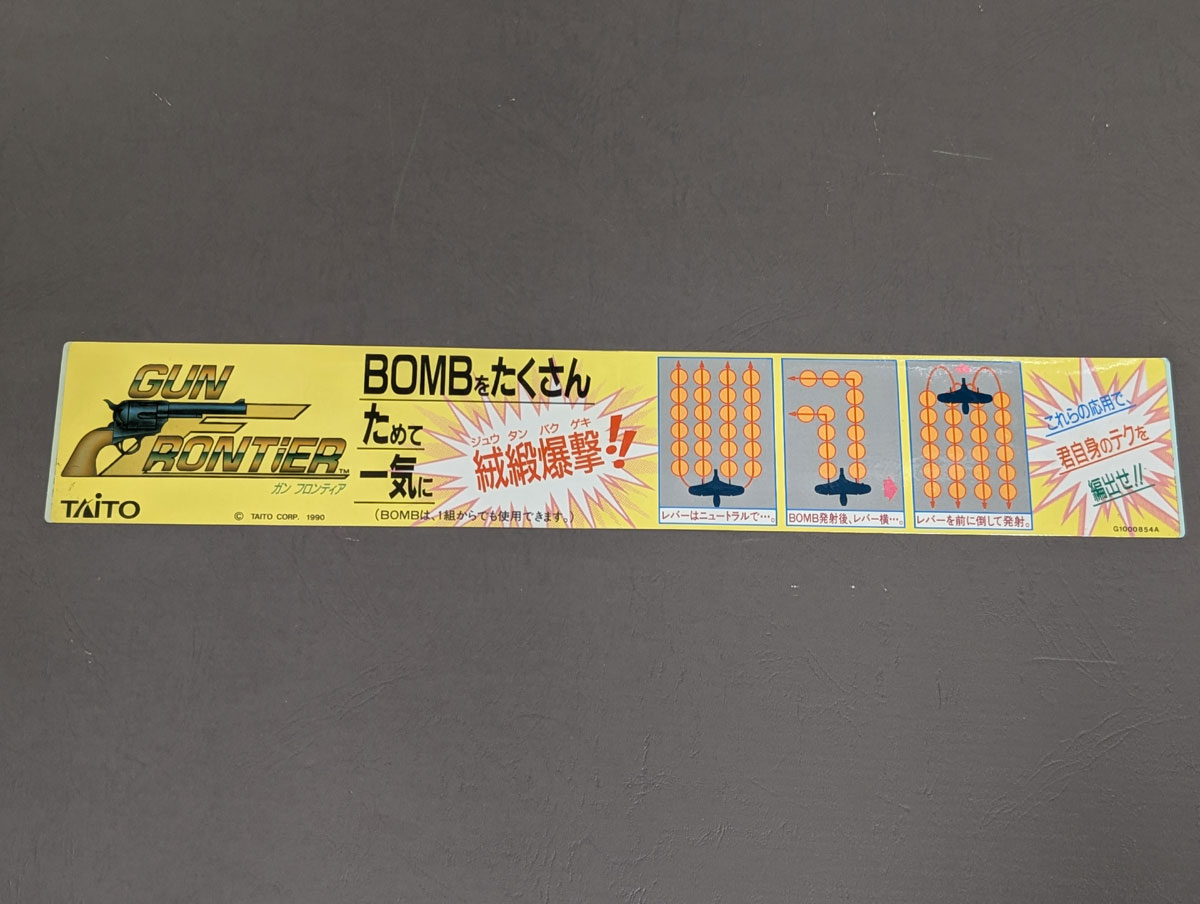 GUN
FRONTiER™
ガン フロンティア
TAiTO
© TAITO CORP. 1990
BOMBをたくさん
ためて
一気に
ジュウ タン バク ゲキ
絨緞爆撃!!
(BOMBは、1組からでも使用できます。)
レバーはニュートラルで…。
BOMB発射後、レバー横…。
レバーを前に倒して発射。
これらの応用で、
君自身のテクを
編出せ!!
G1000854A